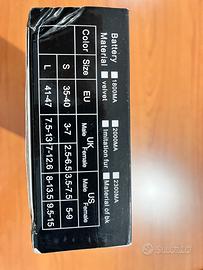 Battery □1800MA □2000MA □2300MA
Material □velvet □Imitation fur □Material of bk
Color Size EU UK US
Male Female Male Female
S 35-40 3-7 2.5-6.5 3.5-7.5 5-9
L 41-47 7.5-13 7-12.6 8-13.5 9.5-15